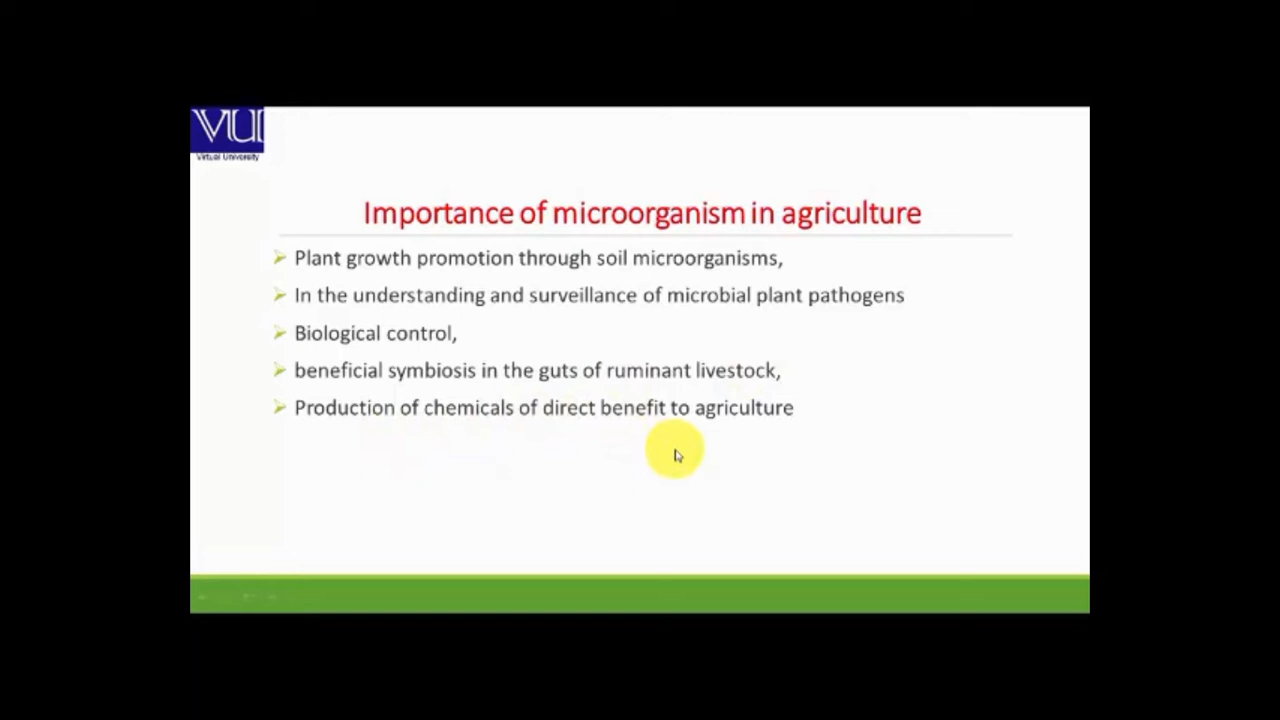 VUI
Virtual University
Importance of microorganism in agriculture
Plant growth promotion through soil microorganisms,
In the understanding and surveillance of microbial plant pathogens
Biological control,
beneficial symbiosis in the guts of ruminant livestock,
Production of chemicals of direct benefit to agriculture